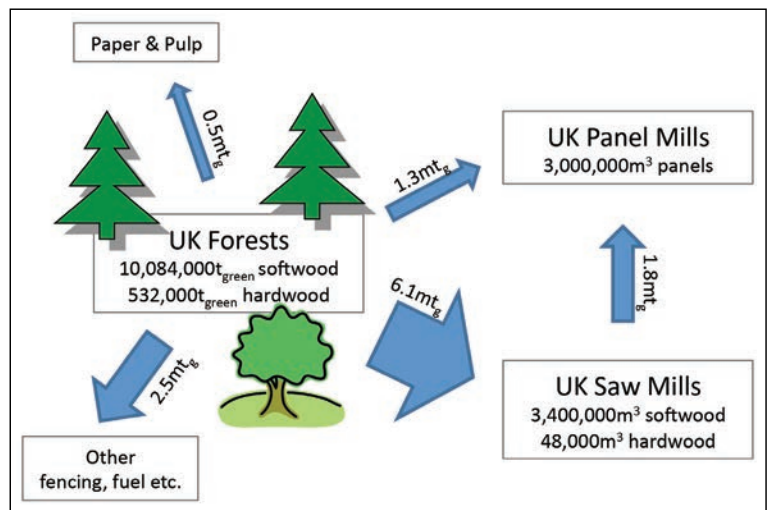 Paper & Pulp
0.5mtg
1.3mtg
UK Panel Mills
3,000,000m³ panels
UK Forests
10,084,000tgreen softwood
532,000tgreen hardwood
6.1mtg
1.8mtg
2.5mtg
UK Saw Mills
3,400,000m³ softwood
48,000m³ hardwood
Other
fencing, fuel etc.